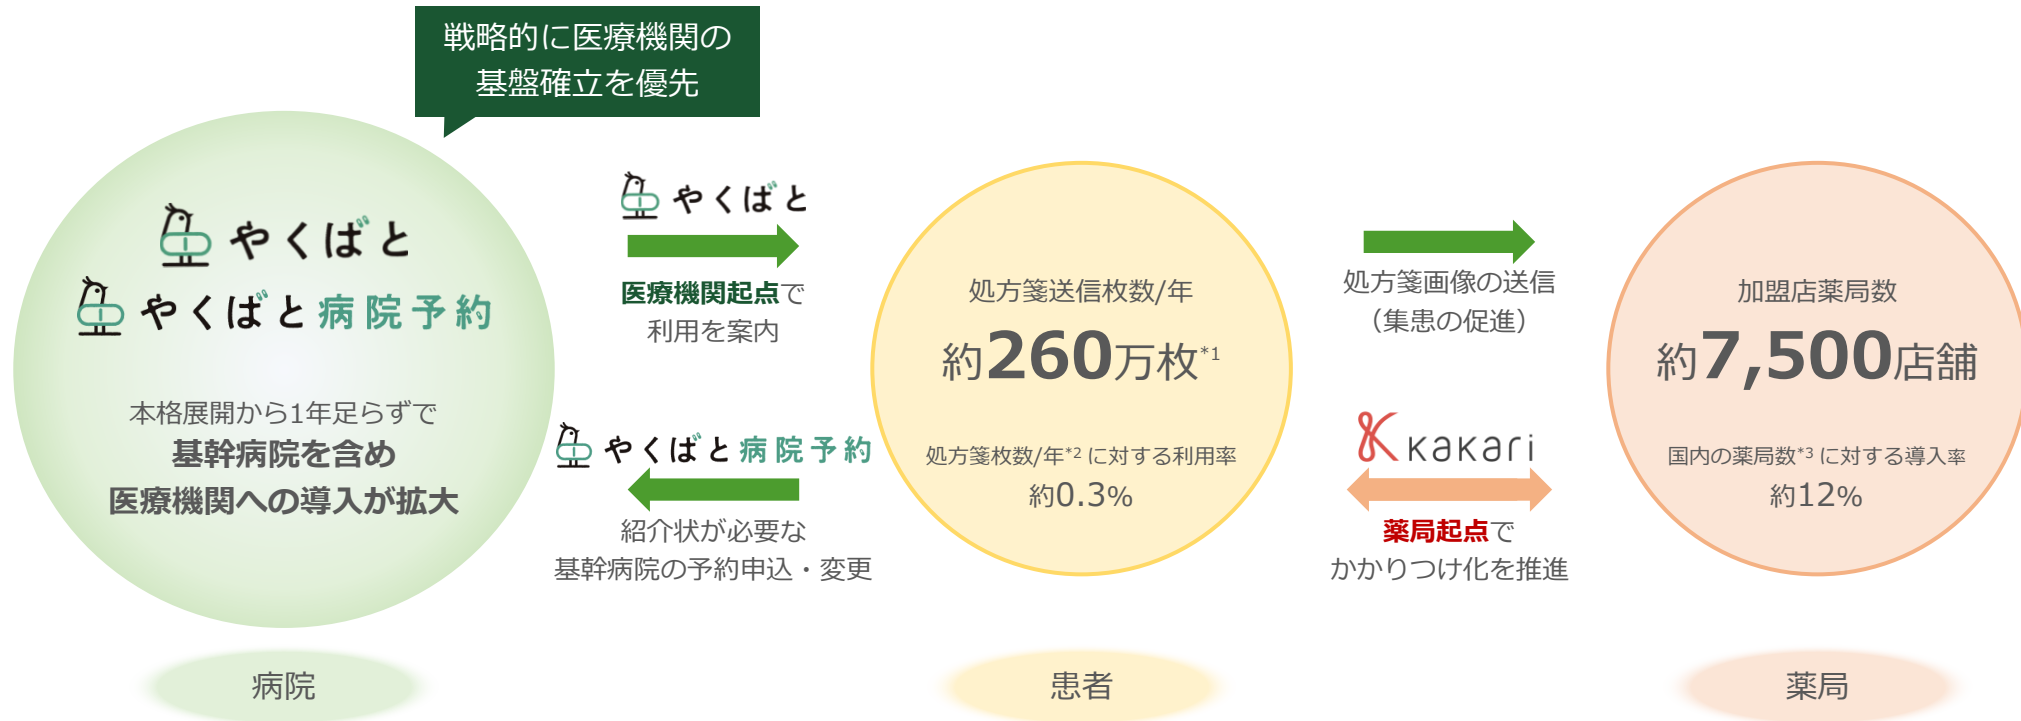 戦略的に医療機関の
基盤確立を優先
やくばと
やくばと 病院予約
本格展開から1年足らずで
基幹病院を含め
医療機関への導入が拡大
病院
やくばと
医療機関起点で
利用を案内
やくばと 病院予約
紹介状が必要な
基幹病院の予約申込・変更
処方箋送信枚数/年
約260万枚*1
処方箋枚数/年*2 に対する利用率
約0.3%
患者
処方箋画像の送信
（集患の促進）
kakari
薬局起点で
かかりつけ化を推進
加盟店薬局数
約7,500店舗
国内の薬局数*3 に対する導入率
約12%
薬局